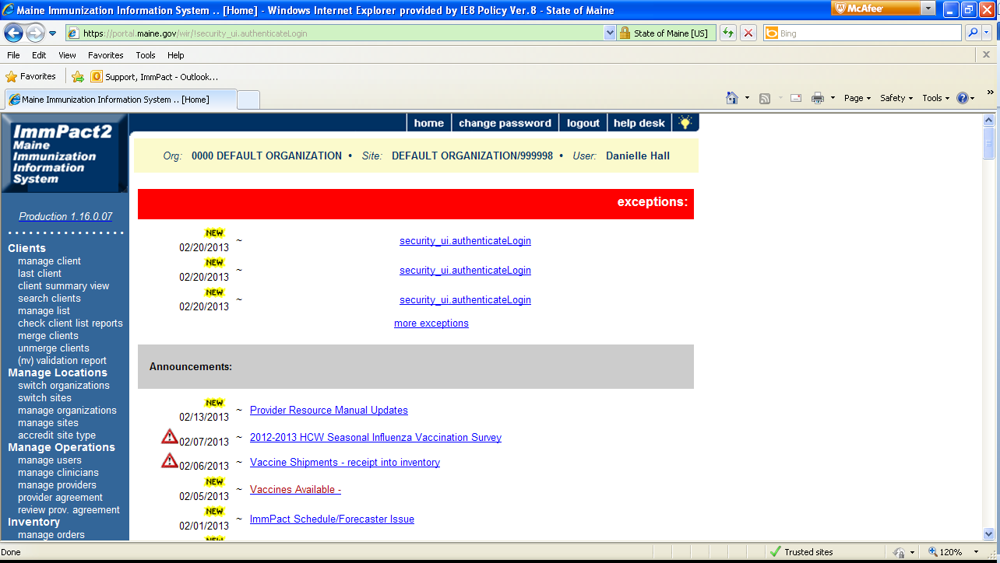 Maine Immunization Information System .. [Home] - Windows Internet Explorer provided by IE8 Policy Ver. 8 - State of Maine
McAfee
https://portal.maine.gov/wir/!security_ui.authenticateLogin
State of Maine [US]
Bing
File Edit View Favorites Tools Help
Favorites
Support, ImmPact - Outlook...
Maine Immunization Information System .. [Home]
Page Safety Tools
ImmPact2
Maine
Immunization
Information
System
home change password logout help desk
Org: 0000 DEFAULT ORGANIZATION • Site: DEFAULT ORGANIZATION/999998 • User: Danielle Hall
Production 1.16.0.07
Clients
manage client
last client
client summary view
search clients
manage list
check client list reports
merge clients
unmerge clients
(nv) validation report
Manage Locations
switch organizations
switch sites
manage organizations
manage sites
accredit site type
Manage Operations
manage users
manage clinicians
manage providers
provider agreement
review prov. agreement
Inventory
manage orders
exceptions:
NEW
02/20/2013 ~ security_ui.authenticateLogin
NEW
02/20/2013 ~ security_ui.authenticateLogin
NEW
02/20/2013 ~ security_ui.authenticateLogin
more exceptions
Announcements:
NEW
02/13/2013 ~ Provider Resource Manual Updates
02/07/2013 ~ 2012-2013 HCW Seasonal Influenza Vaccination Survey
02/06/2013 ~ Vaccine Shipments - receipt into inventory
NEW
02/05/2013 ~ Vaccines Available -
NEW
02/01/2013 ~ ImmPact Schedule/Forecaster Issue
NEW
Done
Trusted sites
120%